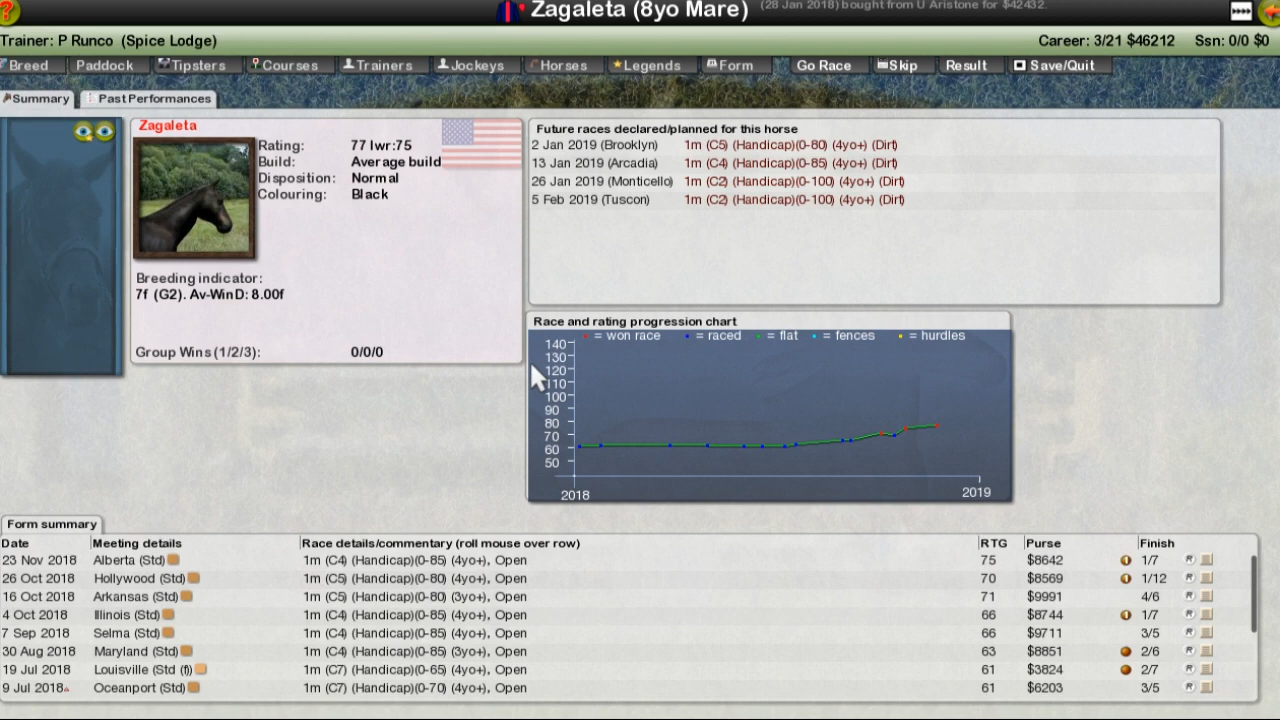 Zagaleta (8yo Mare) (28 Jan 2018) bought from U Aristone for $42432.
Trainer: P Runco (Spice Lodge) Career: 3/21 $46212 Ssn: 0/0 $0
Breed Paddock Tipsters Courses Trainers Jockeys Horses Legends Form Go Race Skip Result Save/Quit
Summary Past Performances
Zagaleta
Rating: 77 lwr:75
Build: Average build
Disposition: Normal
Colouring: Black
Breeding indicator:
7f (G2). Av-WinD: 8.00f
Group Wins (1/2/3): 0/0/0
Future races declared/planned for this horse
2 Jan 2019 (Brooklyn) 1m (C5) (Handicap)(0-80) (4yo+) (Dirt)
13 Jan 2019 (Arcadia) 1m (C4) (Handicap)(0-85) (4yo+) (Dirt)
26 Jan 2019 (Monticello) 1m (C2) (Handicap)(0-100) (4yo+) (Dirt)
5 Feb 2019 (Tuscon) 1m (C2) (Handicap)(0-100) (4yo+) (Dirt)
Race and rating progression chart
= won race = raced = flat = fences = hurdles
140
130
120
110
100
90
80
70
60
50
2018 2019
Form summary
Date Meeting details Race details/commentary (roll mouse over row) RTG Purse Finish
23 Nov 2018 Alberta (Std) 1m (C4) (Handicap)(0-85) (4yo+), Open 75 $8642 1 1/7 R
26 Oct 2018 Hollywood (Std) 1m (C5) (Handicap)(0-80) (4yo+), Open 70 $8569 1 1/12 R
16 Oct 2018 Arkansas (Std) 1m (C5) (Handicap)(0-80) (3yo+), Open 71 $9991 4/6 R
4 Oct 2018 Illinois (Std) 1m (C4) (Handicap)(0-85) (4yo+), Open 66 $8744 1 1/7 R
7 Sep 2018 Selma (Std) 1m (C4) (Handicap)(0-85) (4yo+), Open 66 $9711 3/5 R
30 Aug 2018 Maryland (Std) 1m (C4) (Handicap)(0-85) (3yo+), Open 63 $8851 2/6 R
19 Jul 2018 Louisville (Std (f)) 1m (C7) (Handicap)(0-65) (4yo+), Open 61 $3824 2/7 R
9 Jul 2018 Oceanport (Std) 1m (C7) (Handicap)(0-70) (4yo+), Open 61 $6203 3/5 R